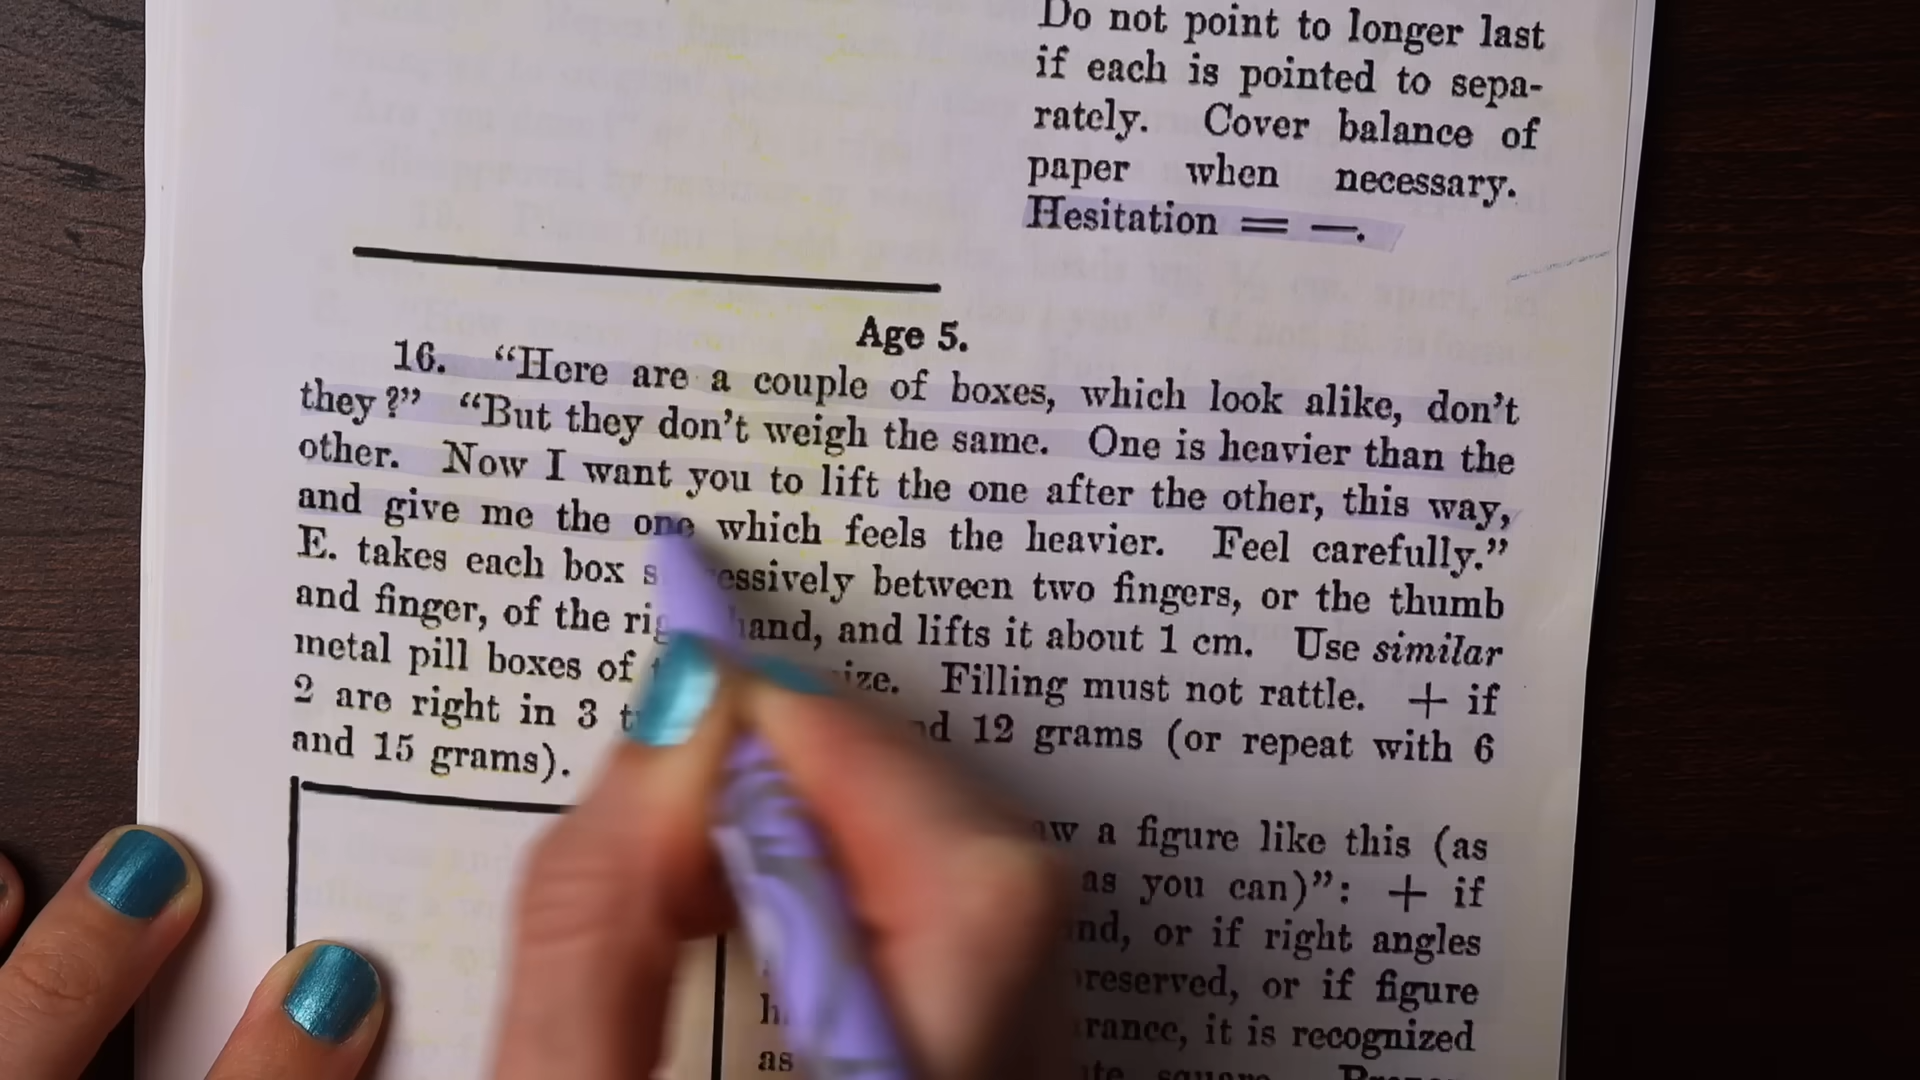 Do not point to longer last
if each is pointed to sepa-
rately. Cover balance of
paper when necessary.
Hesitation = —.
Age 5.
16. “Here are a couple of boxes, which look alike, don’t
they?” “But they don’t weigh the same. One is heavier than the
other. Now I want you to lift the one after the other, this way,
and give me the one which feels the heavier. Feel carefully.”
E. takes each box between two fingers, or the thumb
and finger, of the hand, and lifts it about 1 cm. Use similar
metal pill boxes of Filling must not rattle. + if
2 are right in 3 12 grams (or repeat with 6
and 15 grams).
a figure like this (as
as you can)”: + if
or if right angles
or if figure
it is recognized
as